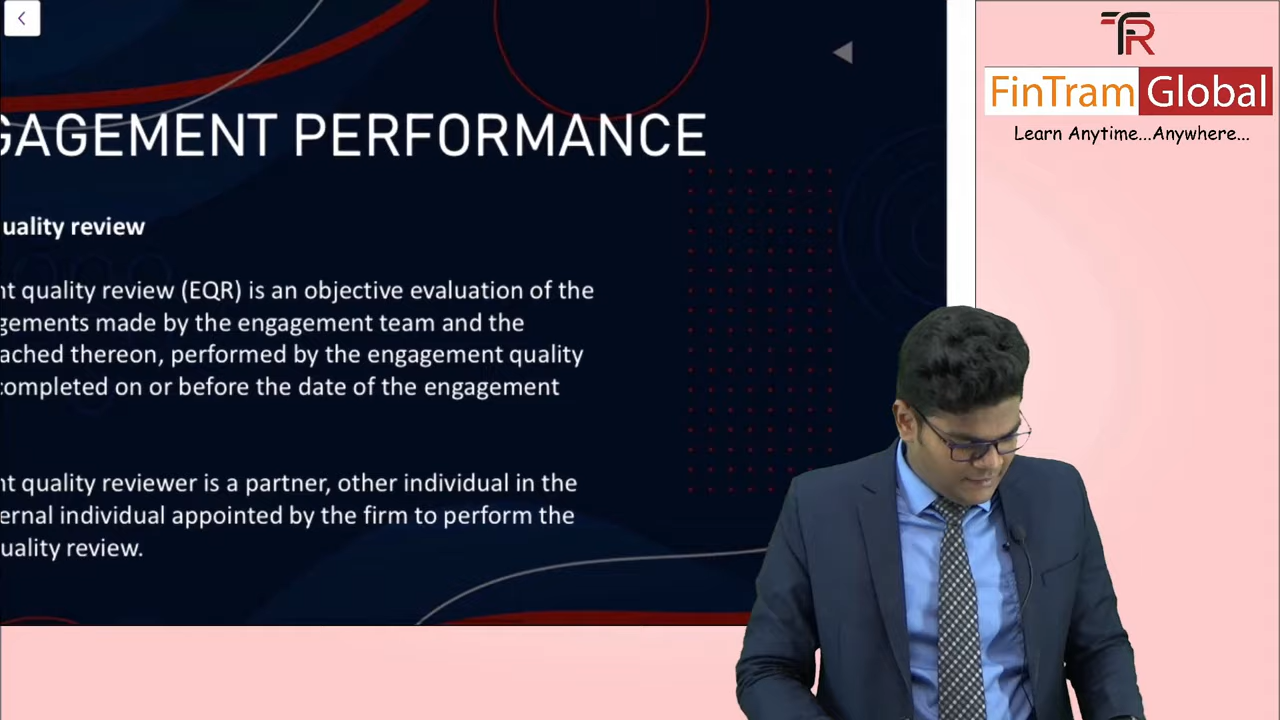 GAGEMENT PERFORMANCE
uality review
nt quality review (EQR) is an objective evaluation of the
gements made by the engagement team and the
ached thereon, performed by the engagement quality
completed on or before the date of the engagement
nt quality reviewer is a partner, other individual in the
ernal individual appointed by the firm to perform the
uality review.
FR
FinTram Global
Learn Anytime...Anywhere...